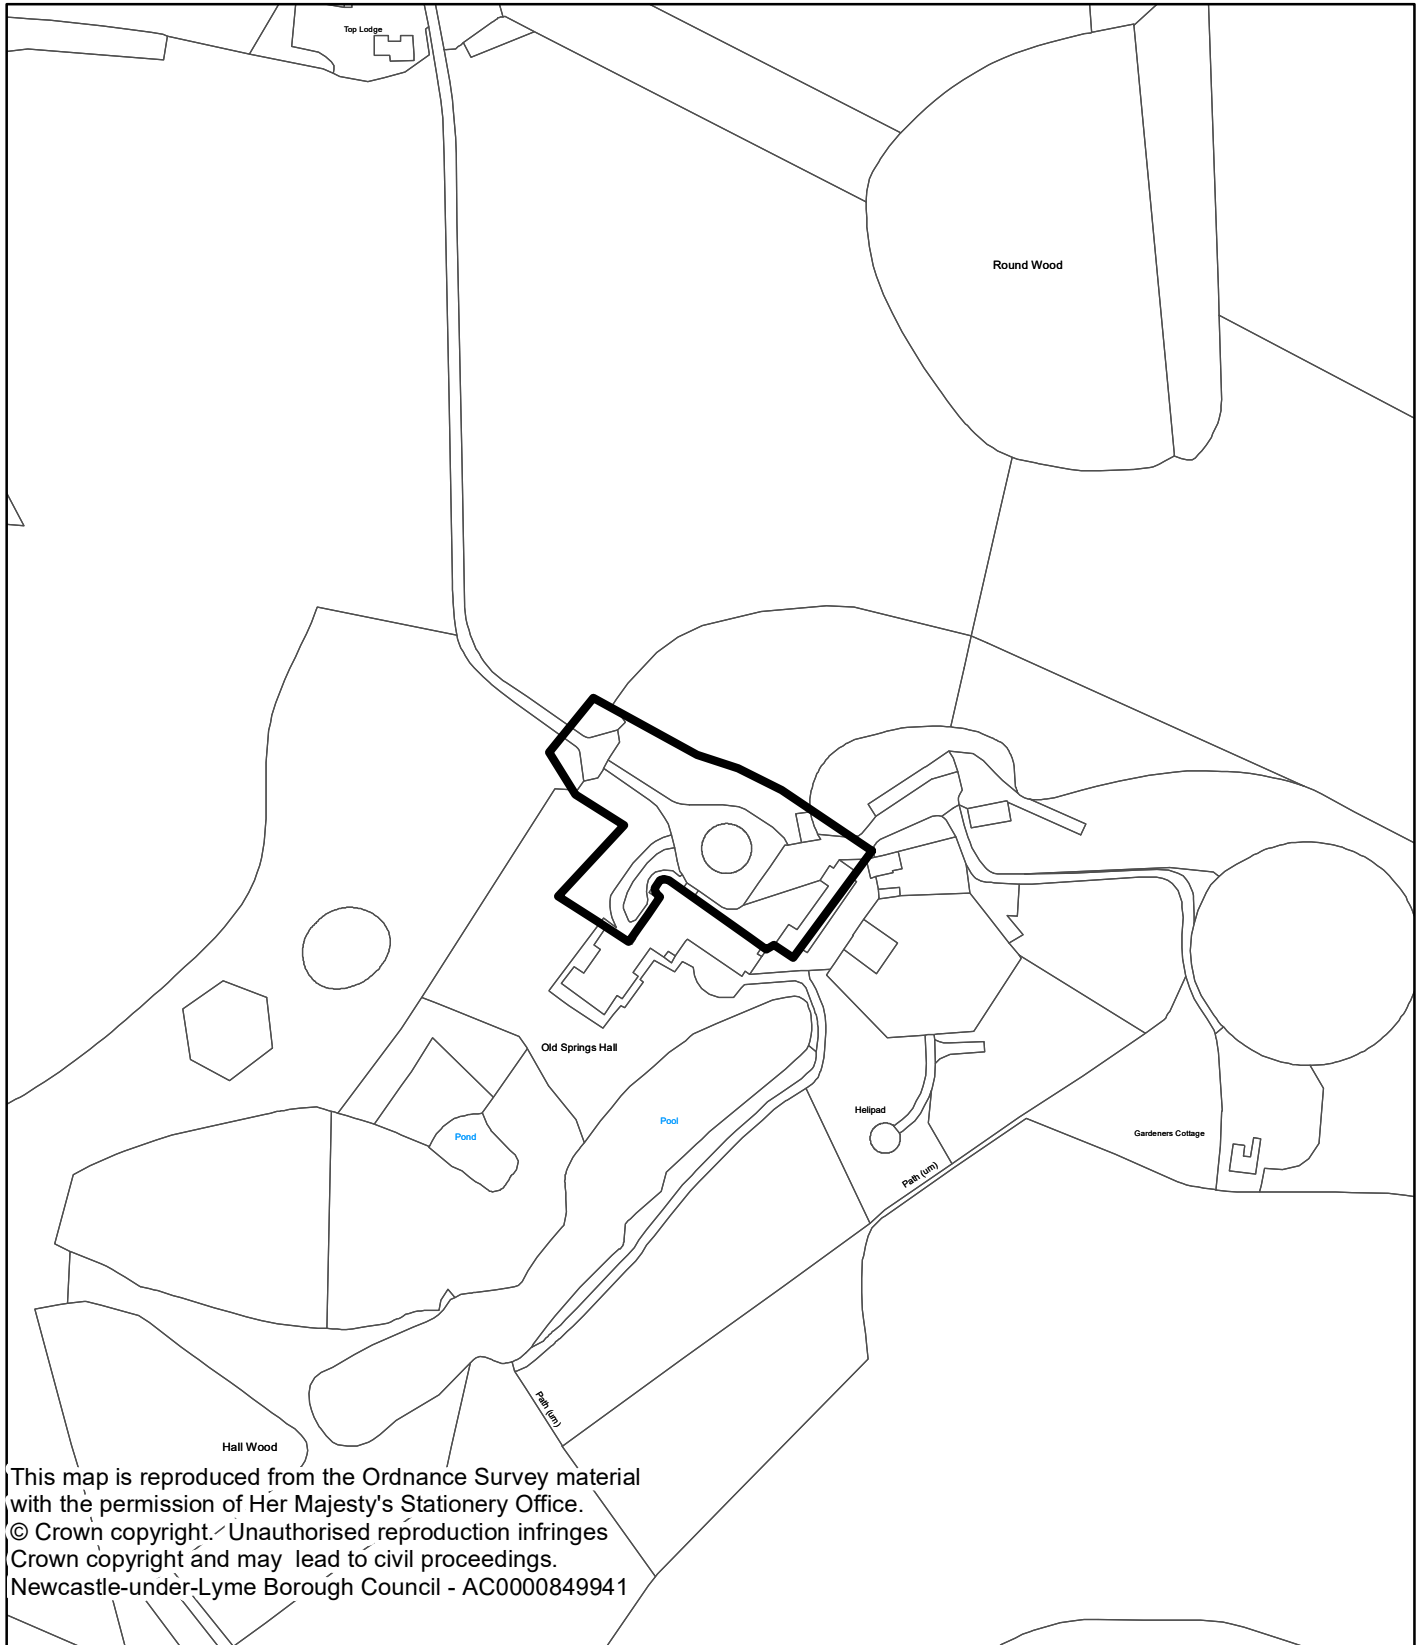 Top Lodge
Round Wood
Old Springs Hall
Pool
Pond
Helipad
Gardeners Cottage
Path (um)
Path (um)
Hall Wood
This map is reproduced from the Ordnance Survey material
with the permission of Her Majesty's Stationery Office.
© Crown copyright. Unauthorised reproduction infringes
Crown copyright and may lead to civil proceedings.
Newcastle-under-Lyme Borough Council - AC0000849941